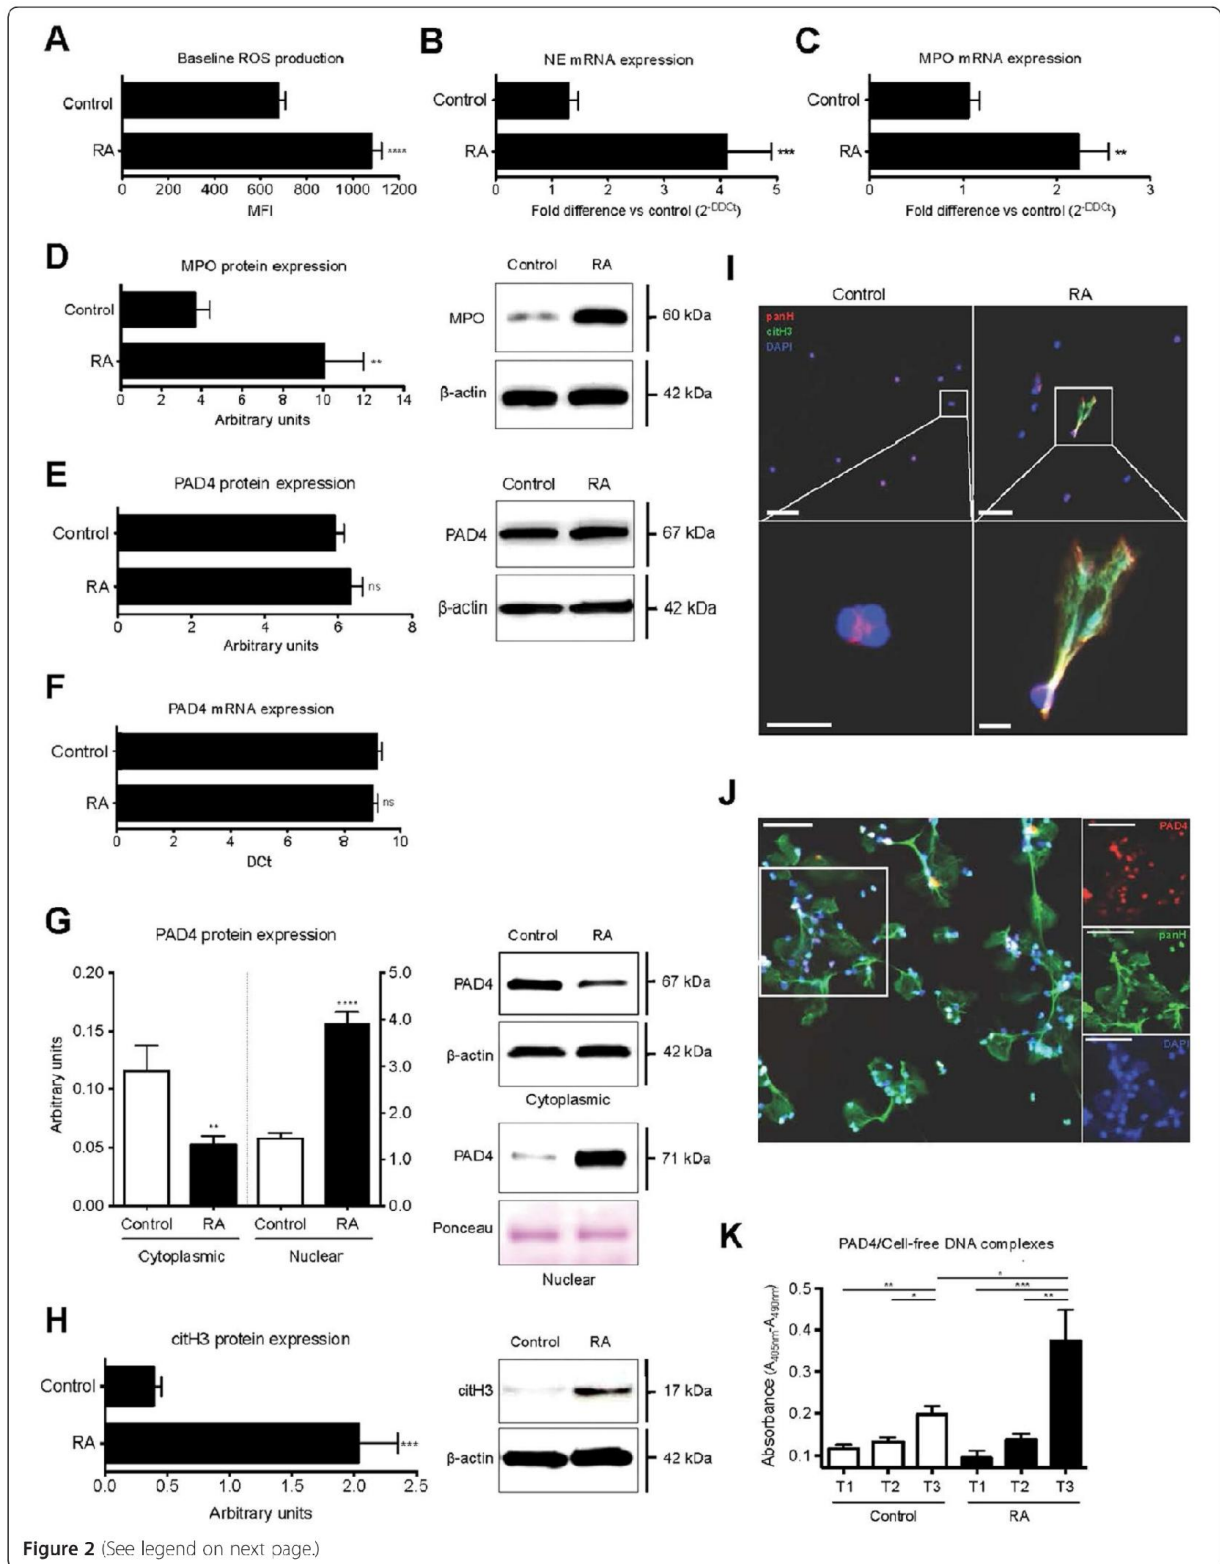 A
Baseline ROS production
Control
RA
****
0 200 400 600 800 1000 1200
MFI
B
NE mRNA expression
Control
RA
***
0 1 2 3 4 5
Fold difference vs control (2-DDCt)
C
MPO mRNA expression
Control
RA
**
0 1 2 3
Fold difference vs control (2-DDCt)
D
MPO protein expression
Control
RA
**
0 2 4 6 8 10 12 14
Arbitrary units
Control RA
MPO
60 kDa
β-actin
42 kDa
E
PAD4 protein expression
Control
RA
ns
0 2 4 6 8
Arbitrary units
Control RA
PAD4
67 kDa
β-actin
42 kDa
F
PAD4 mRNA expression
Control
RA
ns
0 2 4 6 8 10
DCt
G
PAD4 protein expression
Arbitrary units
0.20
0.15
0.10
0.05
0.00
5.0
4.0
3.0
2.0
1.0
0.0
**
****
Control RA Control RA
Cytoplasmic Nuclear
Control RA
PAD4
67 kDa
β-actin
42 kDa
Cytoplasmic
PAD4
71 kDa
Ponceau
Nuclear
H
citH3 protein expression
Control
RA
***
0.0 0.5 1.0 1.5 2.0 2.5
Arbitrary units
Control RA
citH3
17 kDa
β-actin
42 kDa
I
Control RA
panH
citH3
DAPI
J
PAD4
panH
DAPI
K
PAD4/Cell-free DNA complexes
Absorbance (A405nm-A490nm)
0.5
0.4
0.3
0.2
0.1
*
** ***
* **
T1 T2 T3 T1 T2 T3
Control RA
Figure 2 (See legend on next page.)